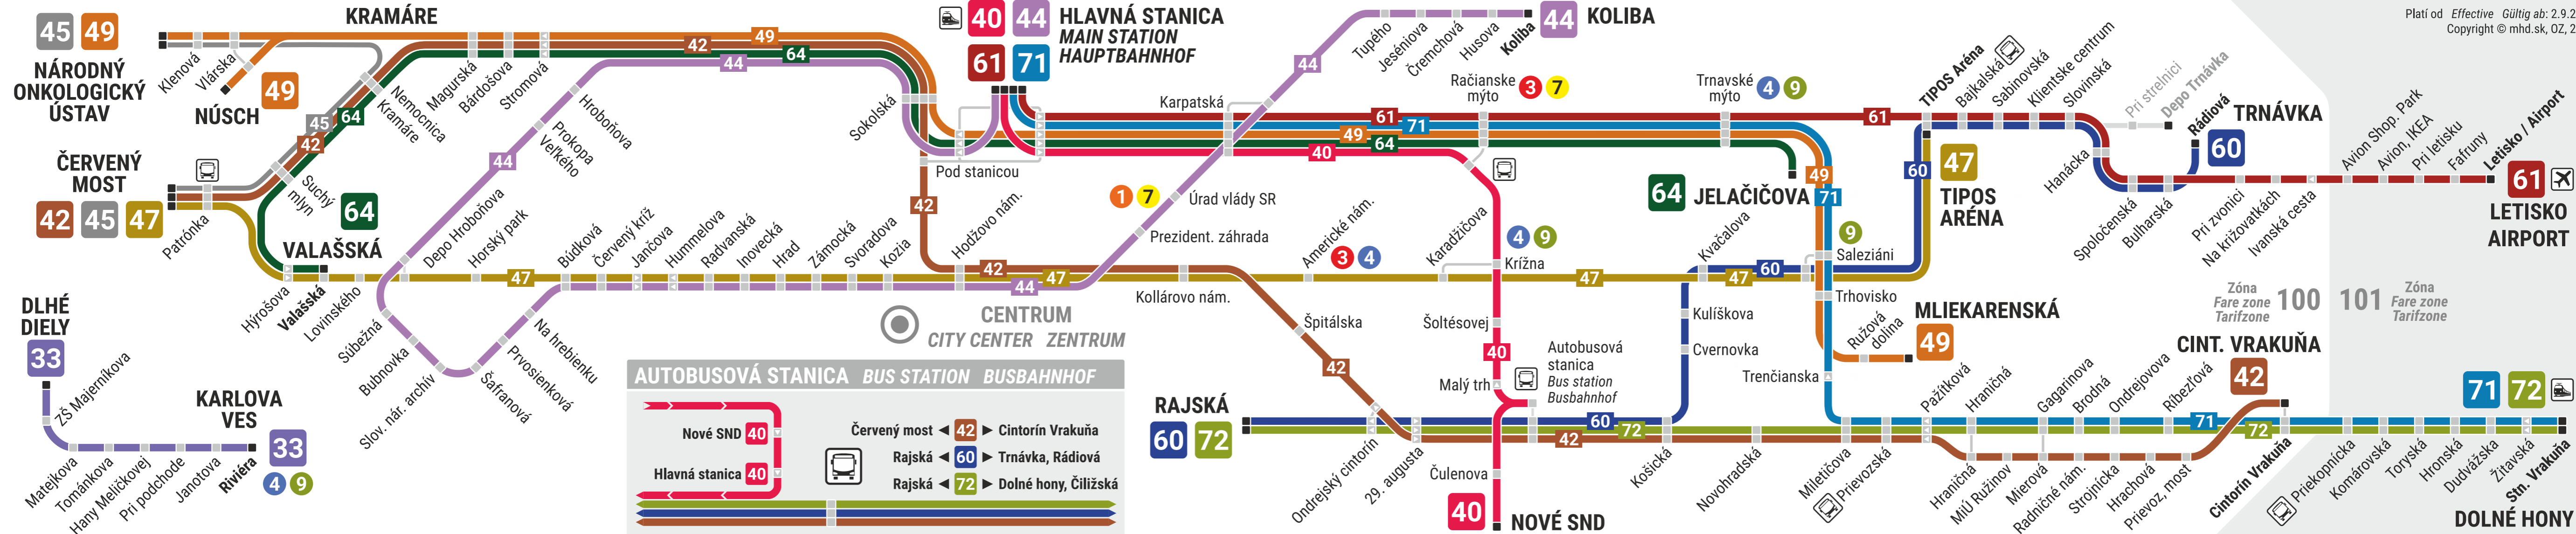 45 49
NÁRODNÝ
ONKOLOGICKÝ
ÚSTAV
Klenová
Vlárska
49
NÚSCH
KRAMÁRE
42
49
64
44
Magurská
Bárdošova
Stromová
Nemocnica
Kramáre
45
64
42
Suchý
mlyn
ČERVENÝ
MOST
42 45 47
Patrónka
64
VALAŠSKÁ
Hýrošova
Valašská
Lovinského
Hroboňova
Prokopa
Veľkého
44
Depo Hroboňova
Horský park
Súbežná
Bubnovka
Slov. nár. archív
Šafranová
Prvosienková
Na hrebienku
47
Búdková
Červený kríž
Jančova
Hummelova
Radvanská
Inovecká
Hrad
Zámocká
Svoradova
Kozia
Sokolská
Pod stanicou
42
Hodžovo nám.
42
47
44
40 44
61 71
HLAVNÁ STANICA
MAIN STATION
HAUPTBAHNHOF
CENTRUM
CITY CENTER ZENTRUM
44
Tupého
Jeséniova
Čremchová
Husova
Koliba
44
KOLIBA
Karpatská
Račianske
mýto
3 7
Trnavské
mýto
4 9
61
71
49
64
40
61
1 7
Úrad vlády SR
Prezident. záhrada
Kollárovo nám.
Americké nám.
3 4
Karadžičova
4 9
Krížna
47
Špitálska
42
Šoltésovej
40
Malý trh
Autobusová
stanica
Bus station
Busbahnhof
Ondrejský cintorín
29. augusta
Čulenova
40
NOVÉ SND
64
JELAČIČOVA
49
71
Kvačalova
60
47
Kulíškova
Cvernovka
9
Saleziáni
Trhovisko
Ružová
dolina
MLIEKARENSKÁ
49
Trenčianska
TIPOS Aréna
Bajkalská
Sabinovská
Klientske centrum
Slovinská
Pri strelnici
Depo Trnávka
Rádiová
TRNÁVKA
60
60
47
TIPOS
ARÉNA
Hanácka
Spoločenská
Bulharská
Pri zvonici
Na križovatkách
Ivanská cesta
Avion Shop. Park
Avion, IKEA
Pri letisku
Fafruny
Letisko / Airport
61
LETISKO
AIRPORT
Platí od Effective Gültig ab: 2.9.2
Copyright © mhd.sk, OZ, 2
Zóna
Fare zone
Tarifzone
100
101
Zóna
Fare zone
Tarifzone
DLHÉ
DIELY
33
ZŠ Majerníkova
Matejkova
Tománkova
Hany Meličkovej
Pri podchode
Janotova
Riviéra
KARLOVA
VES
33
4 9
AUTOBUSOVÁ STANICA BUS STATION BUSBAHNHOF
Nové SND 40
Hlavná stanica 40
Červený most 42 Cintorín Vrakuňa
Rajská 60 Trnávka, Rádiová
Rajská 72 Dolné hony, Čiližská
RAJSKÁ
60 72
60
72
42
Košická
Novohradská
Miletičova
Prievozská
Pažítková
Hraničná
Gagarinova
Brodná
Ondrejovova
Ríbezľová
Hraničná
MiÚ Ružinov
Mierová
Radničné nám.
Strojnícka
Hrachová
Prievoz, most
CINT. VRAKUŇA
42
71
72
Cintorín Vrakuňa
Priekopnícka
Komárovská
Toryská
Hronská
Dudvážska
Žitavská
Stn. Vrakuňa
71 72
DOLNÉ HONY